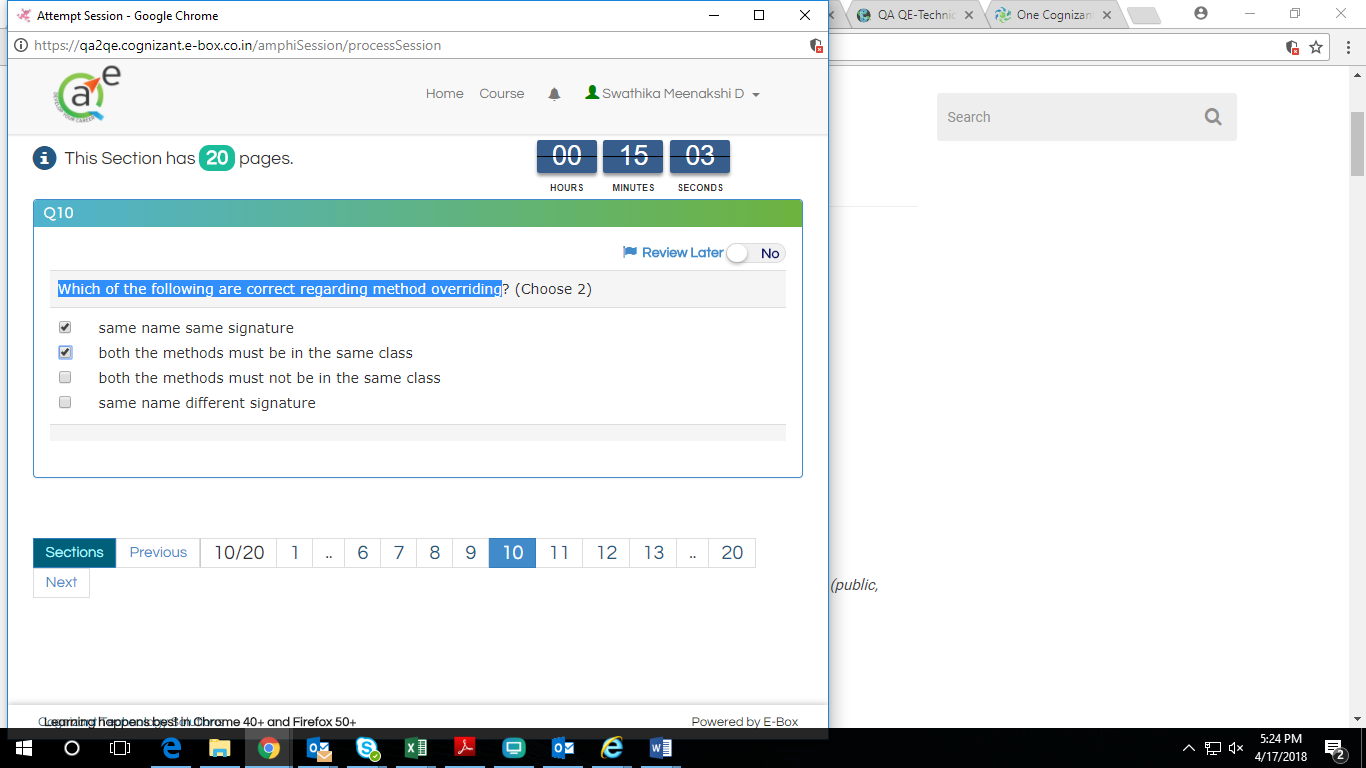 Attempt Session - Google Chrome
QA QE-Technic
One Cognizan
https://qa2qe.cognizant.e-box.co.in/amphiSession/processSession
a e
DEVELOP YOUR CAREER
Home Course Swathika Meenakshi D
Search
This Section has 20 pages.
00 15 03
HOURS MINUTES SECONDS
Q10
Review Later No
Which of the following are correct regarding method overriding? (Choose 2)
same name same signature
both the methods must be in the same class
both the methods must not be in the same class
same name different signature
Sections Previous 10/20 1 .. 6 7 8 9 10 11 12 13 .. 20
Next
(public,
Learning happens best in Chrome 40+ and Firefox 50+
Powered by E-Box
5:24 PM
4/17/2018
2